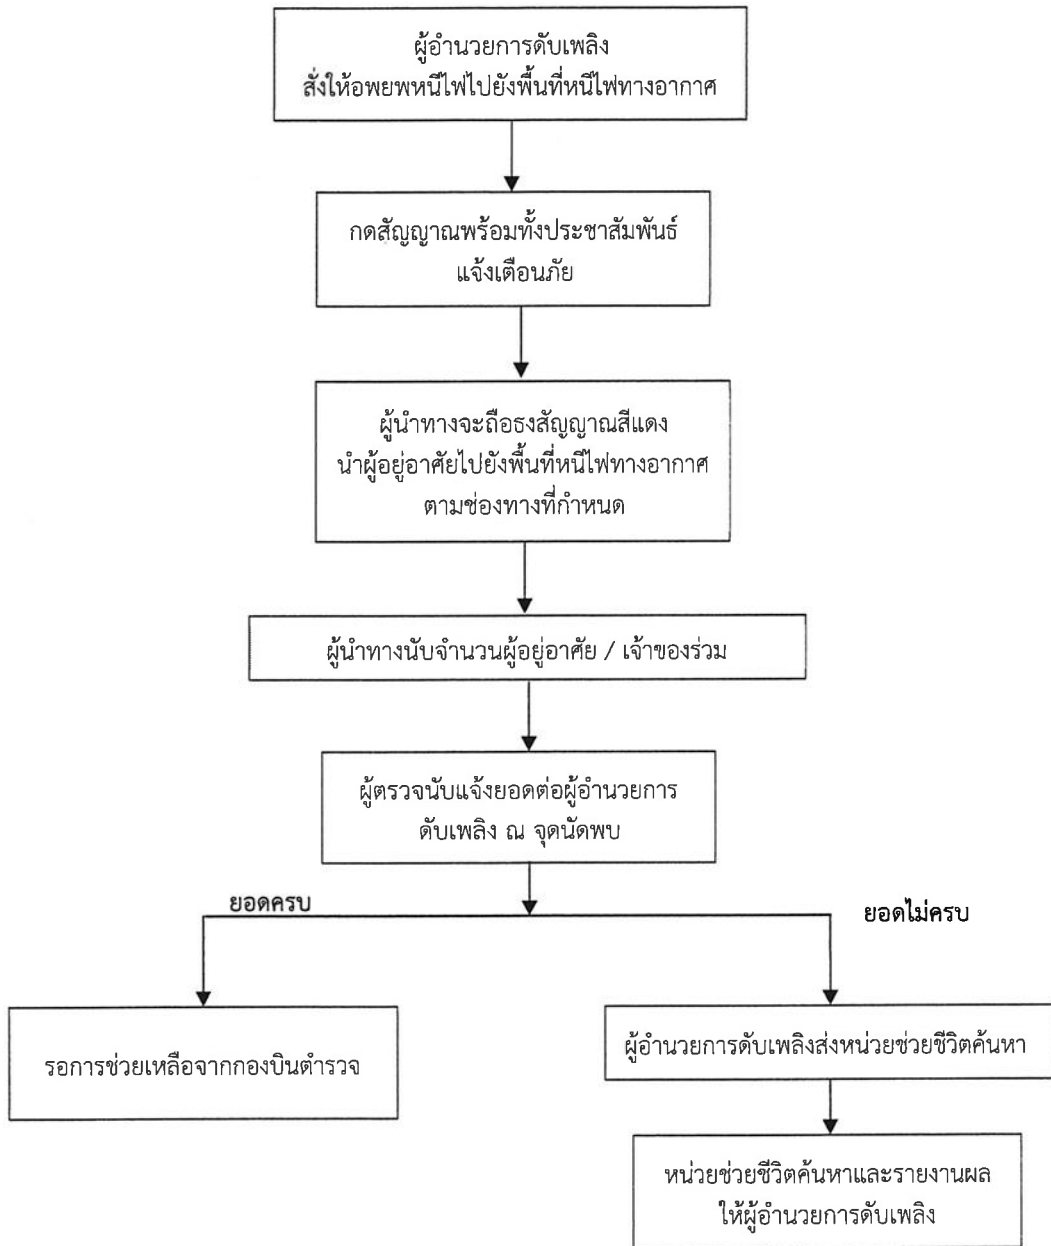 ผู้อำนวยการดับเพลิง
สั่งให้อพยพหนีไฟไปยังพื้นที่หนีไฟทางอากาศ
กดสัญญาณพร้อมทั้งประชาสัมพันธ์
แจ้งเตือนภัย
ผู้นำทางจะถือธงสัญญาณสีแดง
นำผู้อยู่อาศัยไปยังพื้นที่หนีไฟทางอากาศ
ตามช่องทางที่กำหนด
ผู้นำทางนับจำนวนผู้อยู่อาศัย / เจ้าของร่วม
ผู้ตรวจนับแจ้งยอดต่อผู้อำนวยการ
ดับเพลิง ณ จุดนัดพบ
ยอดครบ
ยอดไม่ครบ
รอการช่วยเหลือจากกองบินตำรวจ
ผู้อำนวยการดับเพลิงส่งหน่วยช่วยชีวิตค้นหา
หน่วยช่วยชีวิตค้นหาและรายงานผล
ให้ผู้อำนวยการดับเพลิง